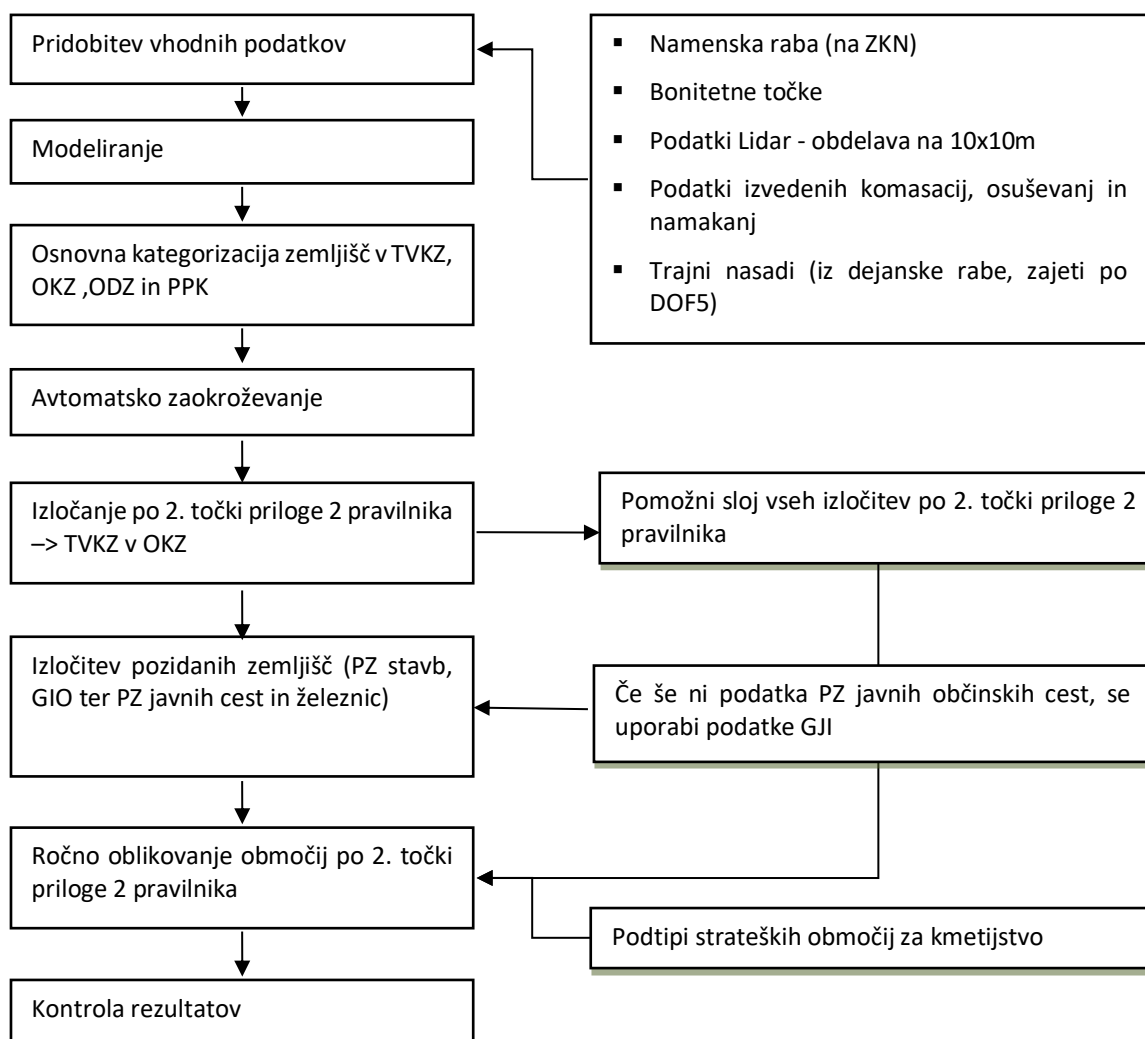 Pridobitev vhodnih podatkov
▪ Namenska raba (na ZKN)
▪ Bonitetne točke
▪ Podatki Lidar - obdelava na 10x10m
▪ Podatki izvedenih komasacij, osuševanj in
namakanj
▪ Trajni nasadi (iz dejanske rabe, zajeti po
DOF5)
Modeliranje
Osnovna kategorizacija zemljišč v TVKZ,
OKZ ,ODZ in PPK
Avtomatsko zaokroževanje
Izločanje po 2. točki priloge 2 pravilnika
–> TVKZ v OKZ
Pomožni sloj vseh izločitev po 2. točki priloge 2
pravilnika
Izločitev pozidanih zemljišč (PZ stavb,
GIO ter PZ javnih cest in železnic)
Če še ni podatka PZ javnih občinskih cest, se
uporabi podatke GJI
Ročno oblikovanje območij po 2. točki
priloge 2 pravilnika
Podtipi strateških območij za kmetijstvo
Kontrola rezultatov